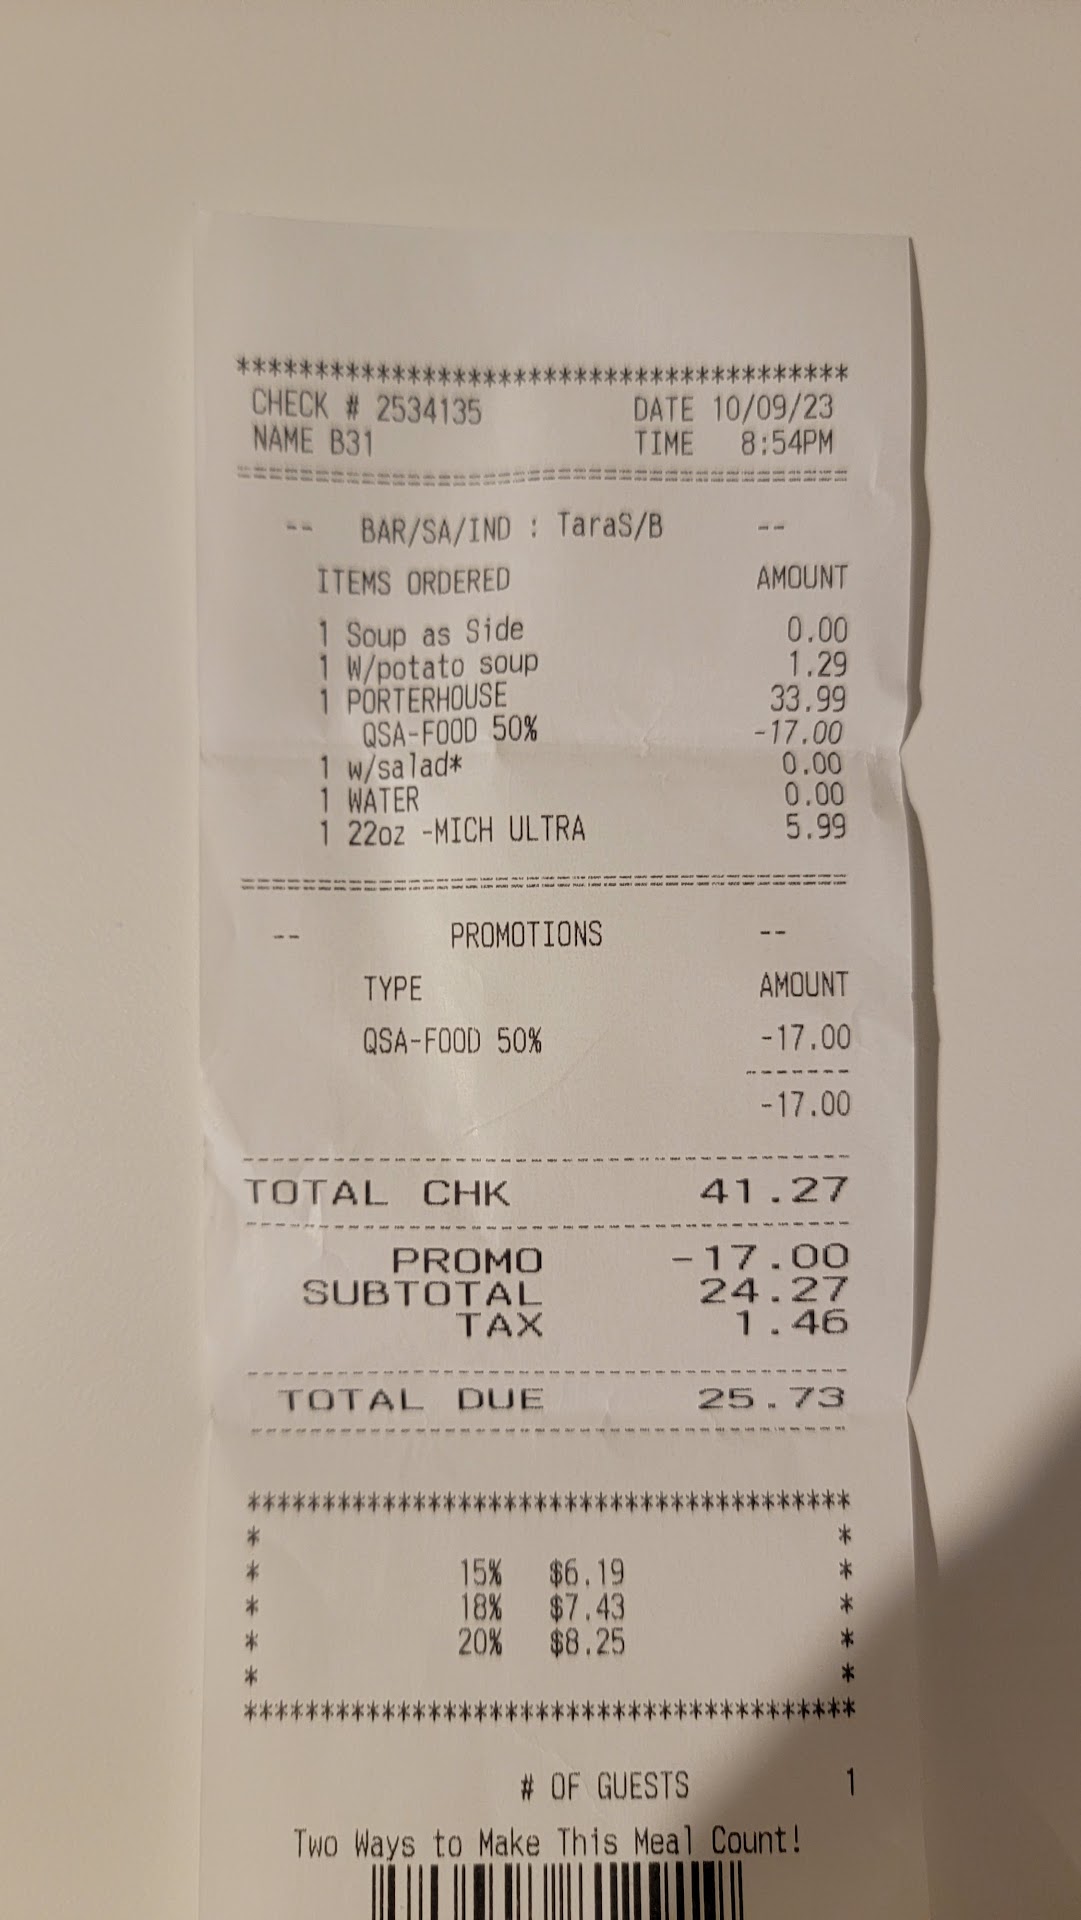 ****************************************
CHECK # 2534135 DATE 10/09/23
NAME B31 TIME 8:54PM
========================================
-- BAR/SA/IND : TaraS/B --
ITEMS ORDERED AMOUNT
1 Soup as Side 0.00
1 W/potato soup 1.29
1 PORTERHOUSE 33.99
QSA-FOOD 50% -17.00
1 w/salad* 0.00
1 WATER 0.00
1 22oz -MICH ULTRA 5.99
========================================
-- PROMOTIONS --
TYPE AMOUNT
QSA-FOOD 50% -17.00
-------
-17.00
----------------------------------------
TOTAL CHK 41.27
----------------------------------------
PROMO -17.00
SUBTOTAL 24.27
TAX 1.46
----------------------------------------
TOTAL DUE 25.73
----------------------------------------
****************************************
* *
* 15% $6.19 *
* 18% $7.43 *
* 20% $8.25 *
* *
****************************************
# OF GUESTS 1
Two Ways to Make This Meal Count!